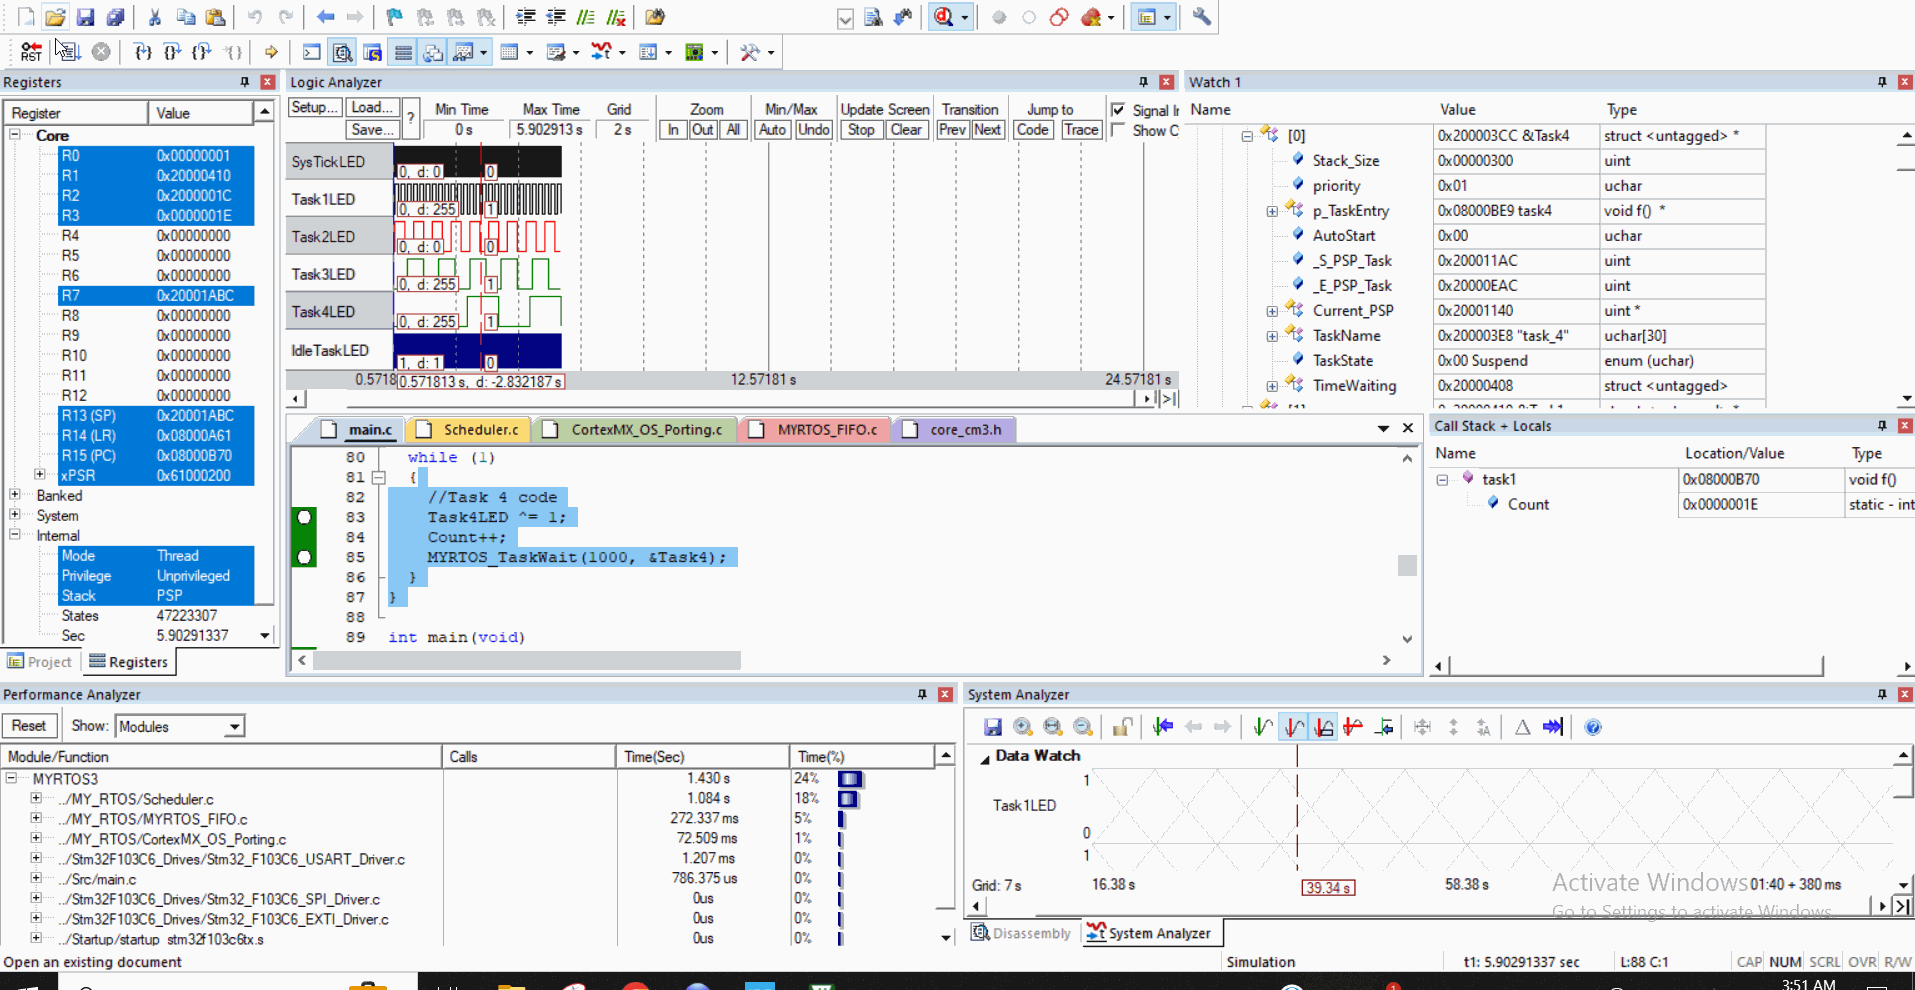 RST
Registers
Register Value
Core
R0 0x00000001
R1 0x20000410
R2 0x2000001C
R3 0x0000001E
R4 0x00000000
R5 0x00000000
R6 0x00000000
R7 0x20001ABC
R8 0x00000000
R9 0x00000000
R10 0x00000000
R11 0x00000000
R12 0x00000000
R13 (SP) 0x20001ABC
R14 (LR) 0x08000A61
R15 (PC) 0x08000B70
xPSR 0x61000200
Banked
System
Internal
Mode Thread
Privilege Unprivileged
Stack PSP
States 47223307
Sec 5.90291337
Project Registers
Logic Analyzer
Setup... Load... ? Min Time Max Time Grid Zoom Min/Max Update Screen Transition Jump to Signal
Save... 0 s 5.902913 s 2 s In Out All Auto Undo Stop Clear Prev Next Code Trace Show
SysTickLED 0, d: 0 0
Task1LED 0, d: 255 1
Task2LED 0, d: 0 0
Task3LED 0, d: 255 1
Task4LED 0, d: 255 1
IdleTaskLED 1, d: 1 0
0.5718 0.571813 s, d: -2.832187 s 12.57181 s 24.57181 s
Watch 1
Name Value Type
[0] 0x200003CC &Task4 struct <untagged> *
Stack_Size 0x00000300 uint
priority 0x01 uchar
p_TaskEntry 0x08000BE9 task4 void f() *
AutoStart 0x00 uchar
_S_PSP_Task 0x200011AC uint
_E_PSP_Task 0x20000EAC uint
Current_PSP 0x20001140 uint *
TaskName 0x200003E8 "task_4" uchar[30]
TaskState 0x00 Suspend enum (uchar)
TimeWaiting 0x20000408 struct <untagged>
main.c Scheduler.c CortexMX_OS_Porting.c MYRTOS_FIFO.c core_cm3.h
80 while (1)
81 {
82 //Task 4 code
83 Task4LED ^= 1;
84 Count++;
85 MYRTOS_TaskWait(1000, &Task4);
86 }
87 }
88
89 int main(void)
Call Stack + Locals
Name Location/Value Type
task1 0x08000B70 void f()
Count 0x0000001E static - int
Performance Analyzer
Reset Show: Modules
Module/Function Calls Time(Sec) Time(%)
MYRTOS3 1.430 s 24%
../MY_RTOS/Scheduler.c 1.084 s 18%
../MY_RTOS/MYRTOS_FIFO.c 272.337 ms 5%
../MY_RTOS/CortexMX_OS_Porting.c 72.509 ms 1%
../Stm32F103C6_Drives/Stm32_F103C6_USART_Driver.c 1.207 ms 0%
../Src/main.c 786.375 us 0%
../Stm32F103C6_Drives/Stm32_F103C6_SPI_Driver.c 0us 0%
../Stm32F103C6_Drives/Stm32_F103C6_EXTI_Driver.c 0us 0%
../Startup/startup_stm32f103c6tx.s 0us 0%
System Analyzer
Data Watch
1
Task1LED
0
1
Grid: 7 s 16.38 s 39.34 s 58.38 s 01:40 + 380 ms
Activate Windows
Go to Settings to activate Windows.
Disassembly System Analyzer
Open an existing document Simulation t1: 5.90291337 sec L:88 C:1 CAP NUM SCRL OVR R/W
3:51 AM